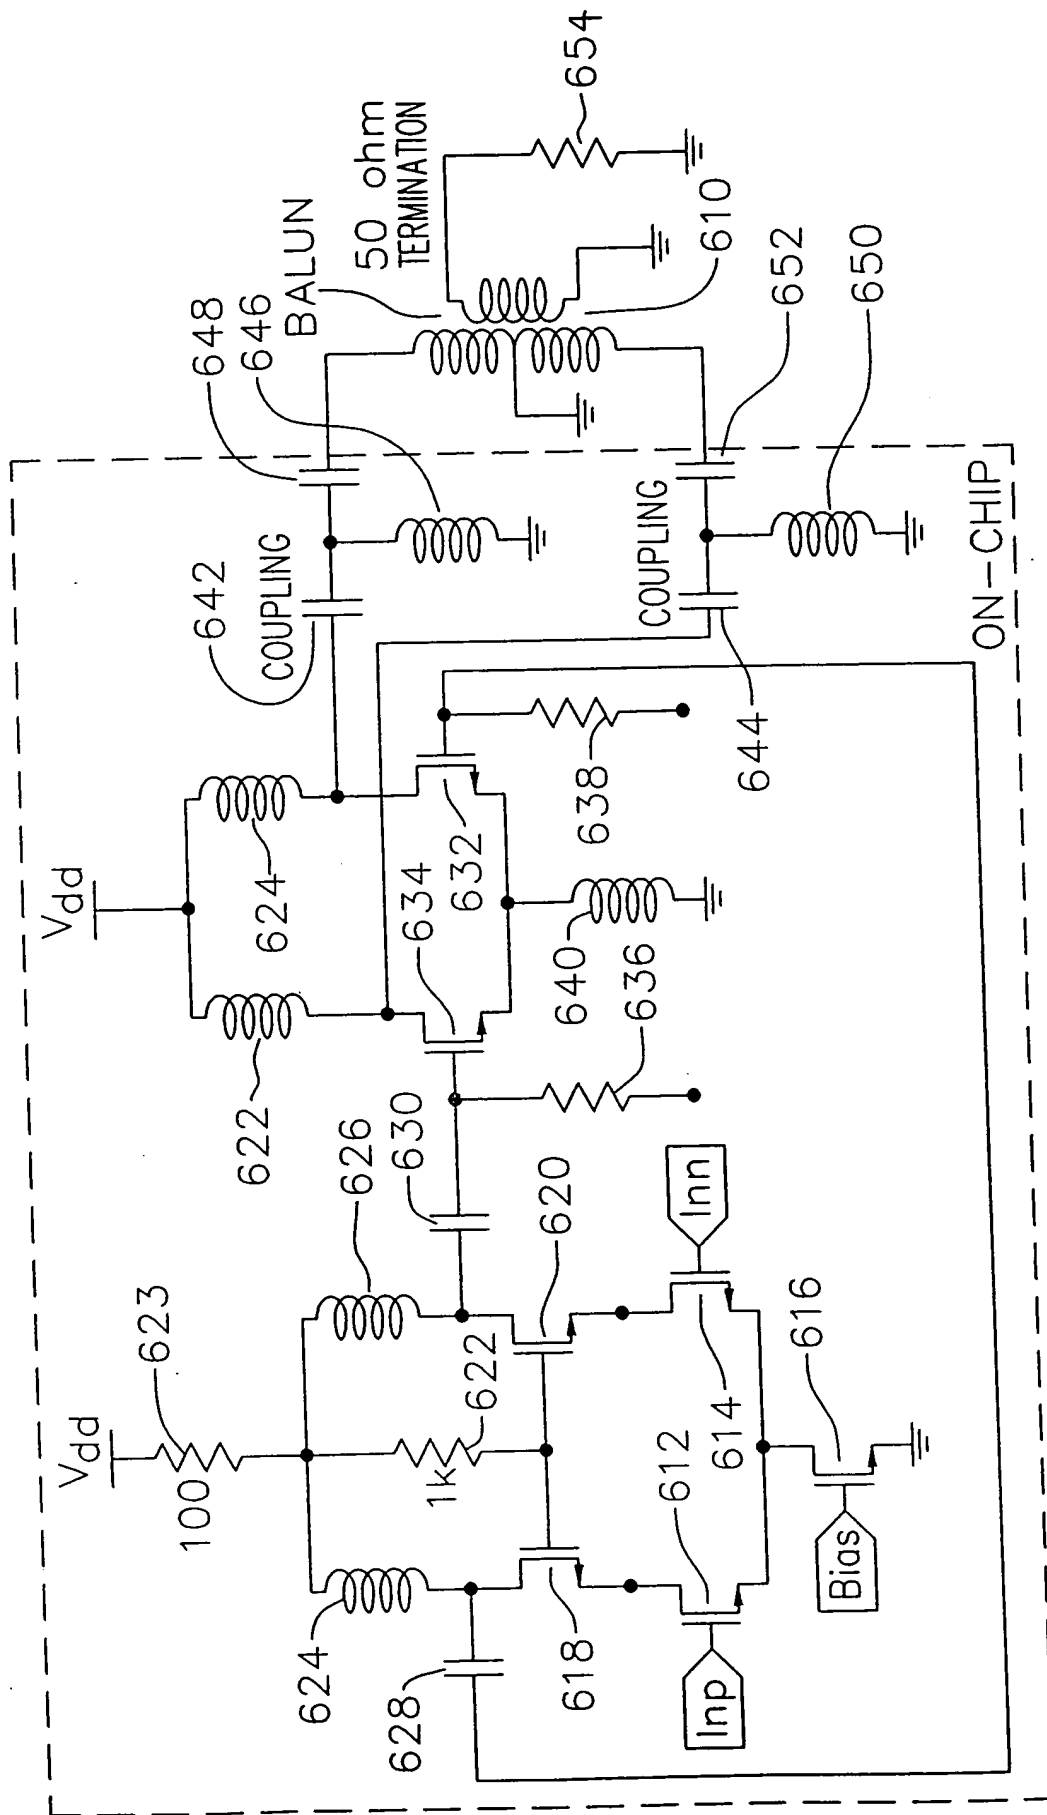 Vdd
623
100
624
626
622
1k
628
630
618
620
612
614
Inp
Inn
616
Bias
Vdd
622
624
634
632
640
636
638
642
COUPLING
648
646
COUPLING
644
652
650
ON-CHIP
BALUN
610
50 ohm
TERMINATION
654